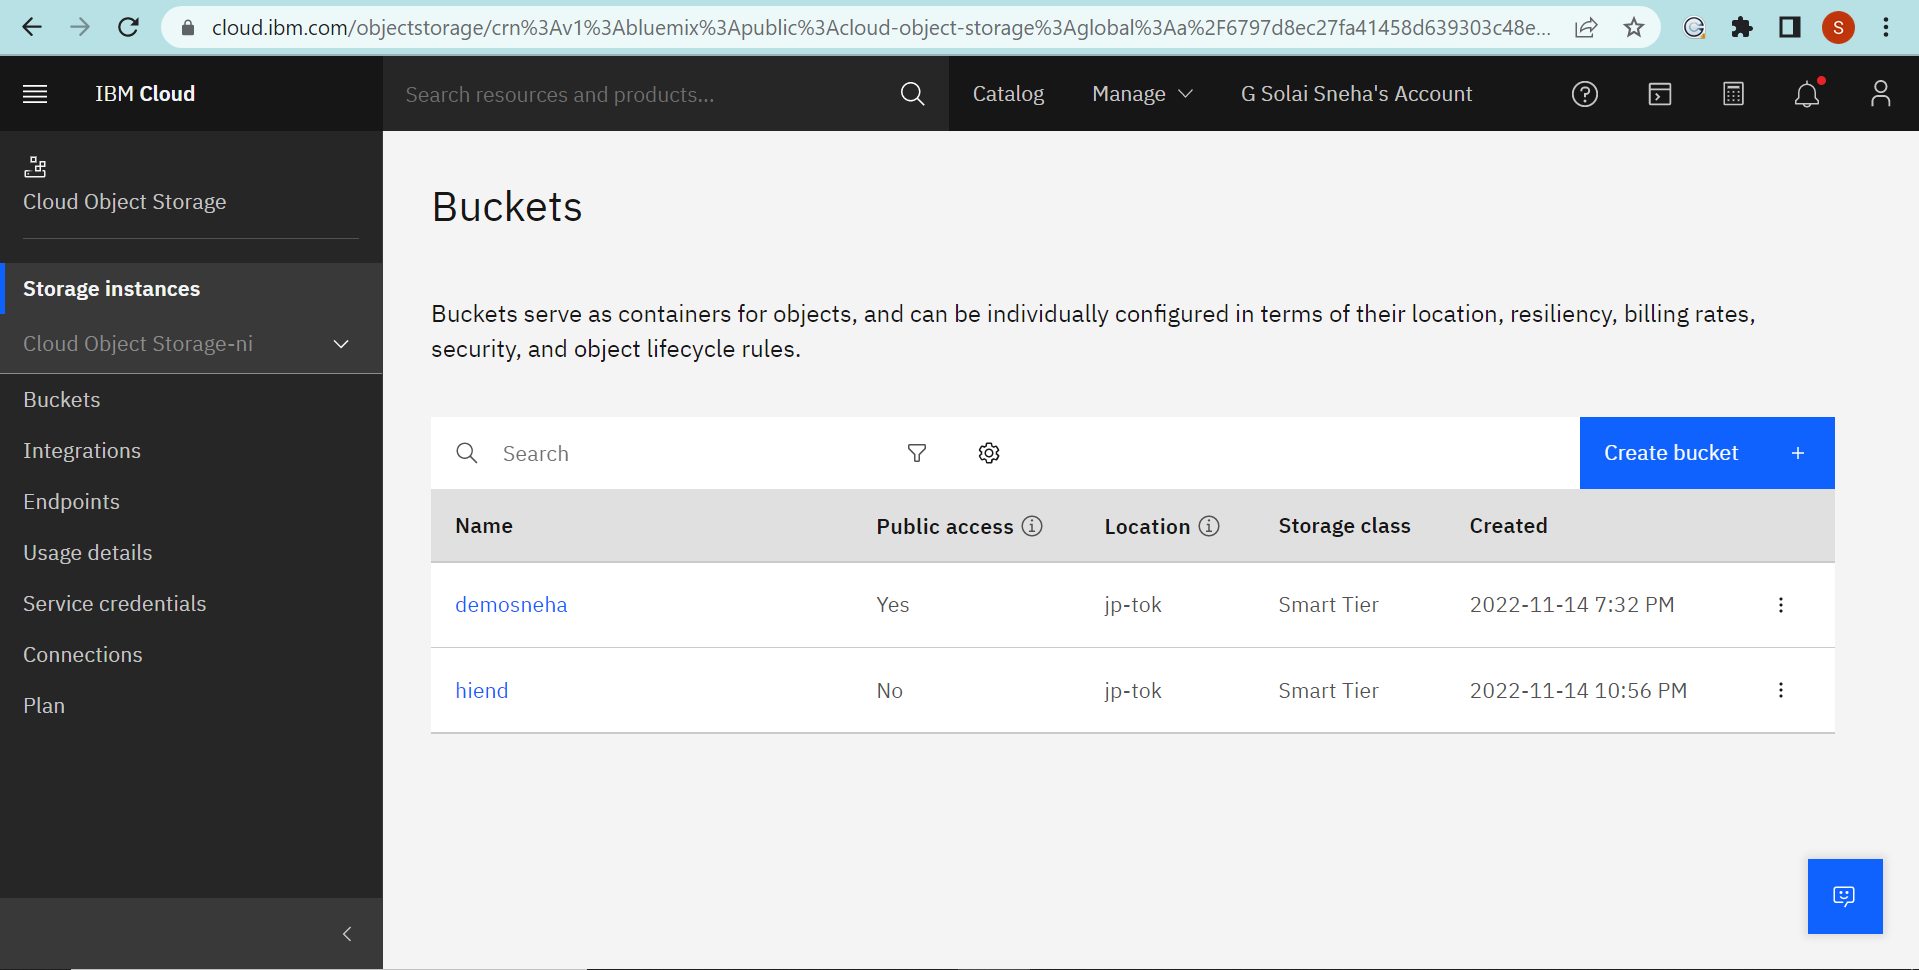 cloud.ibm.com/objectstorage/crn%3Av1%3Abluemix%3Apublic%3Acloud-object-storage%3Aglobal%3Aa%2F6797d8ec27fa41458d639303c48e...
S
IBM Cloud
Search resources and products...
Catalog
Manage
G Solai Sneha's Account
Cloud Object Storage
Storage instances
Cloud Object Storage-ni
Buckets
Integrations
Endpoints
Usage details
Service credentials
Connections
Plan
Buckets
Buckets serve as containers for objects, and can be individually configured in terms of their location, resiliency, billing rates,
security, and object lifecycle rules.
Search
Create bucket +
Name Public access Location Storage class Created
demosneha Yes jp-tok Smart Tier 2022-11-14 7:32 PM
hiend No jp-tok Smart Tier 2022-11-14 10:56 PM